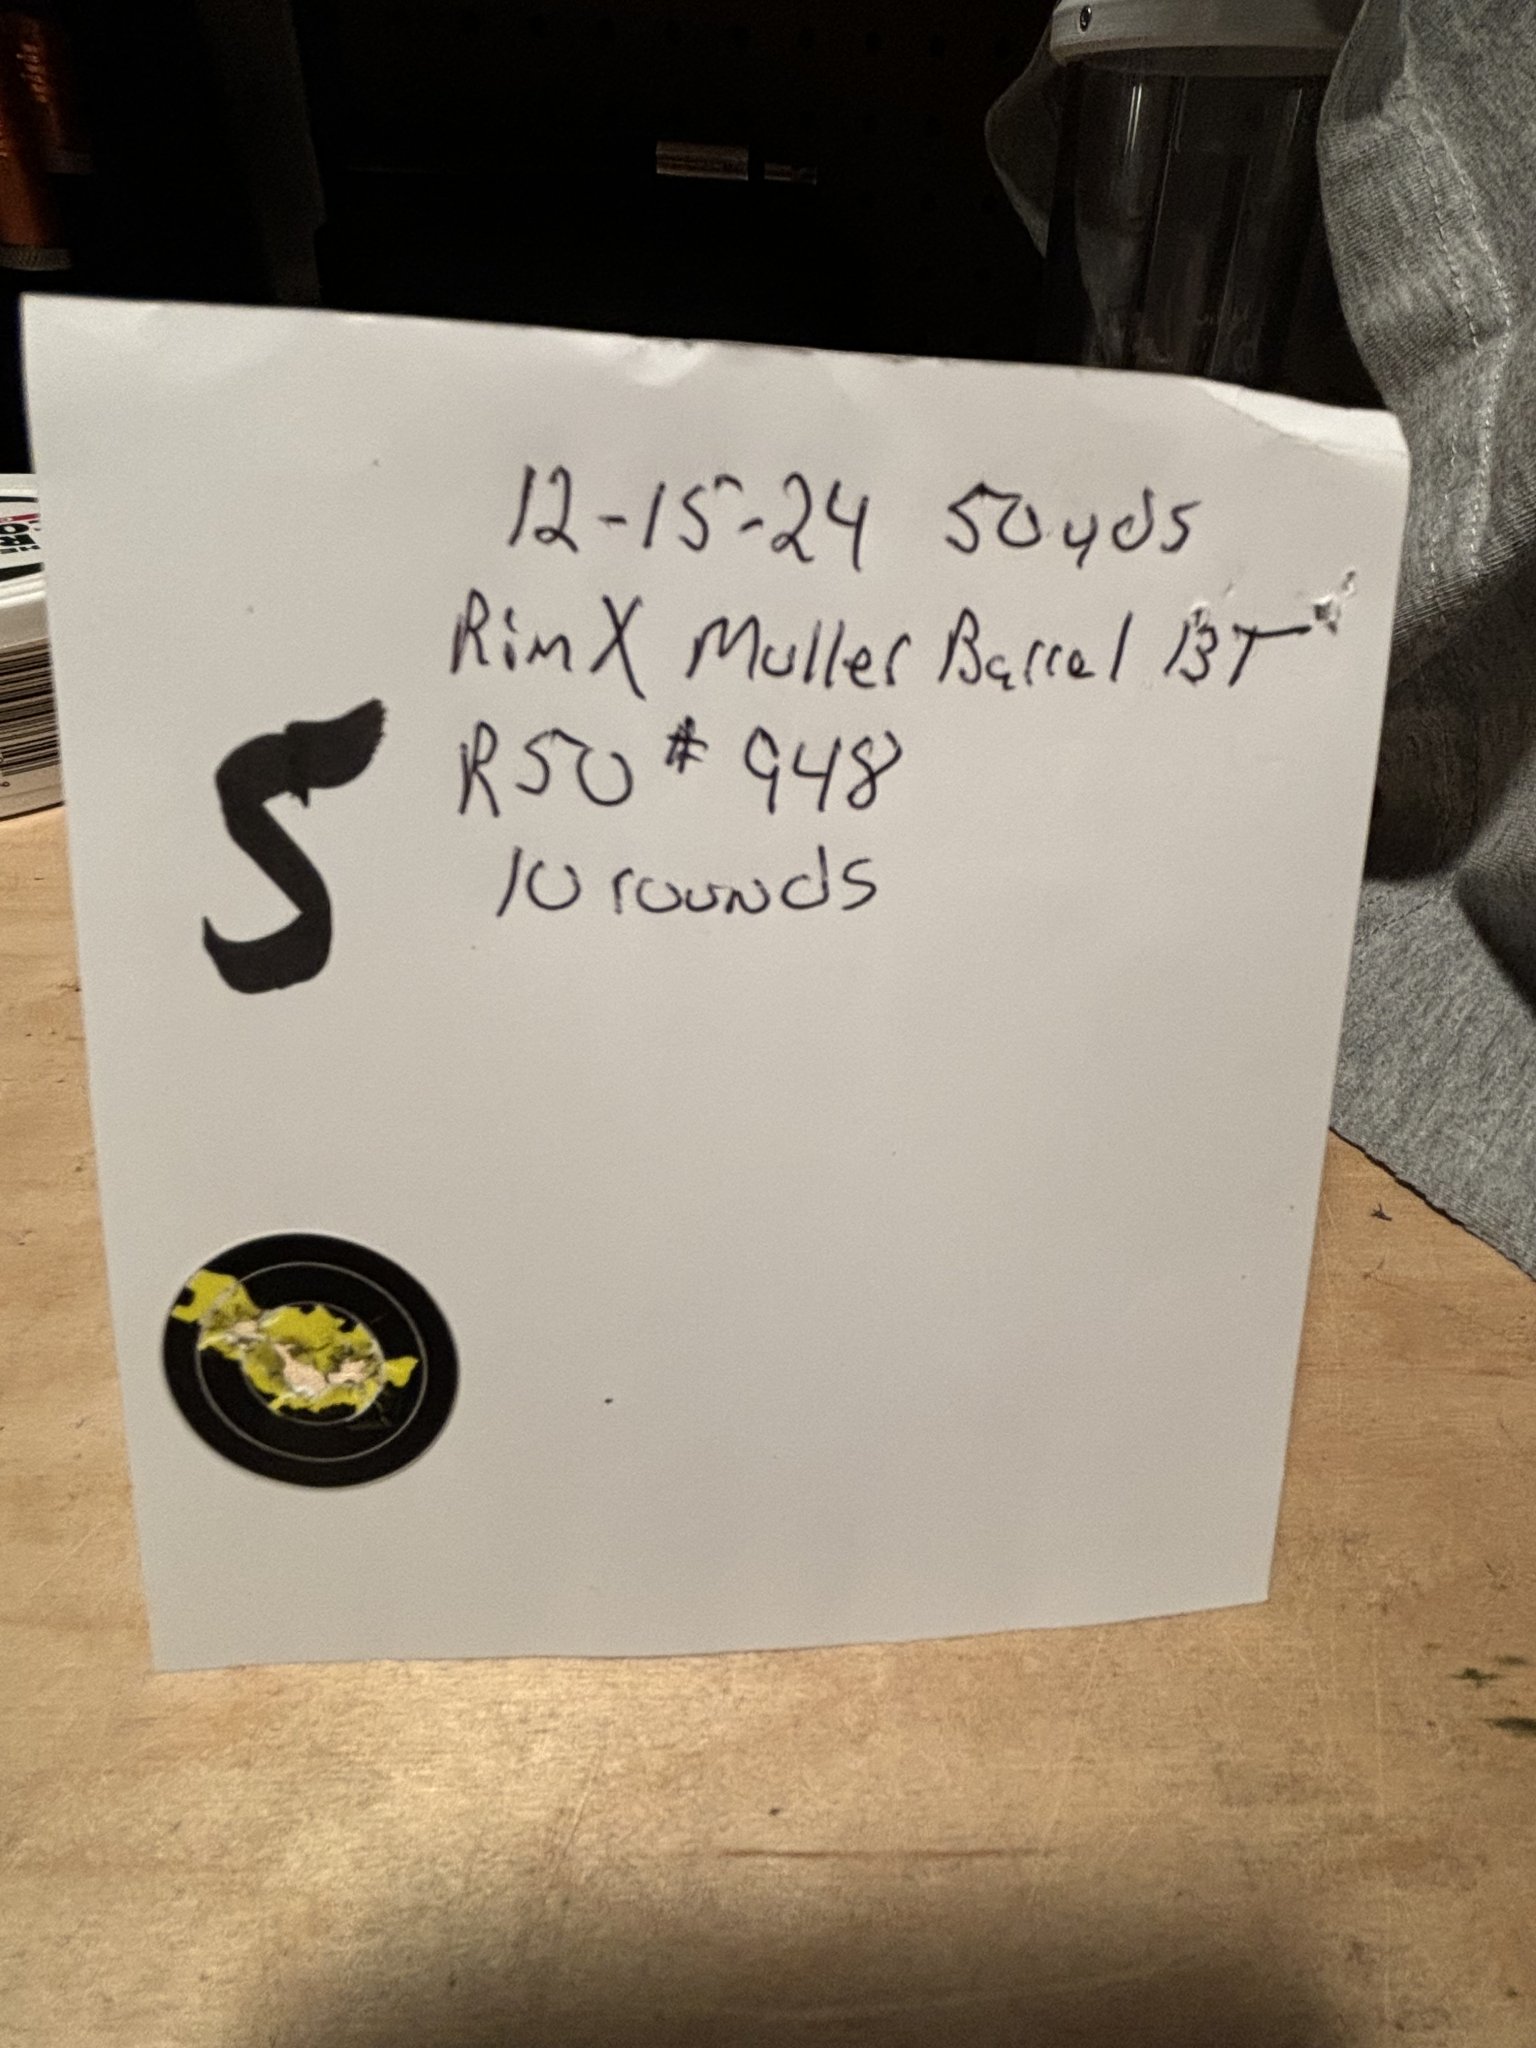 12-15-24 50yds
RimX Muller Barrel BT
R50 # 948
10 rounds
5